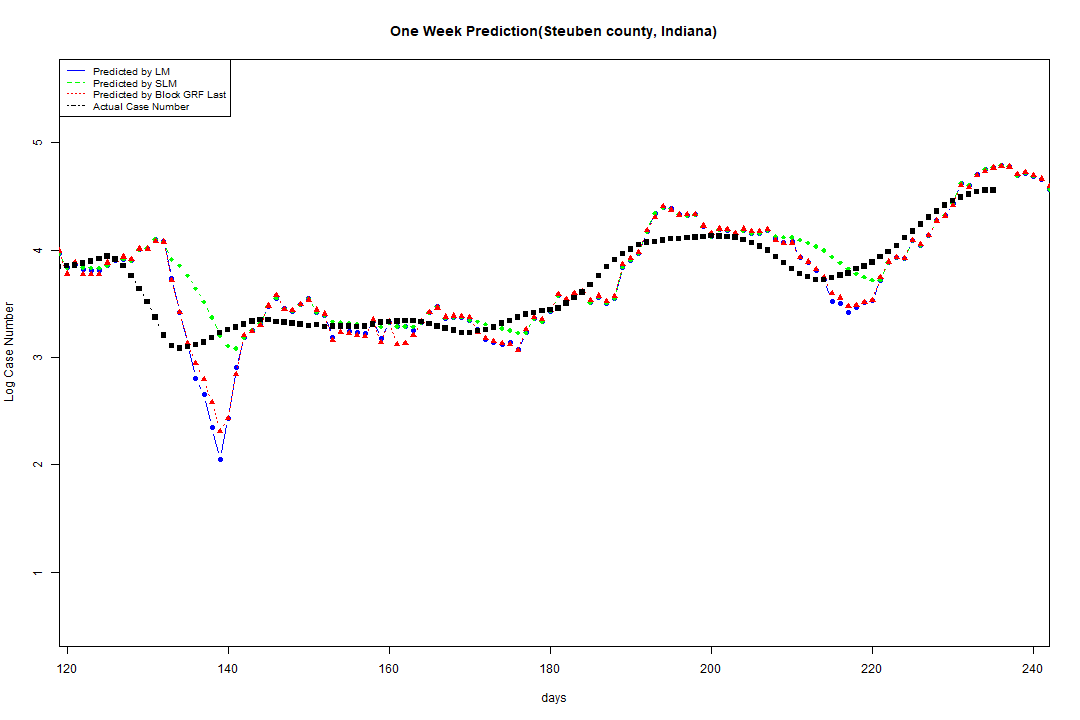 One Week Prediction(Steuben county, Indiana)
Predicted by LM
Predicted by SLM
Predicted by Block GRF Last
Actual Case Number
5
4
3
2
1
Log Case Number
120 140 160 180 200 220 240
days